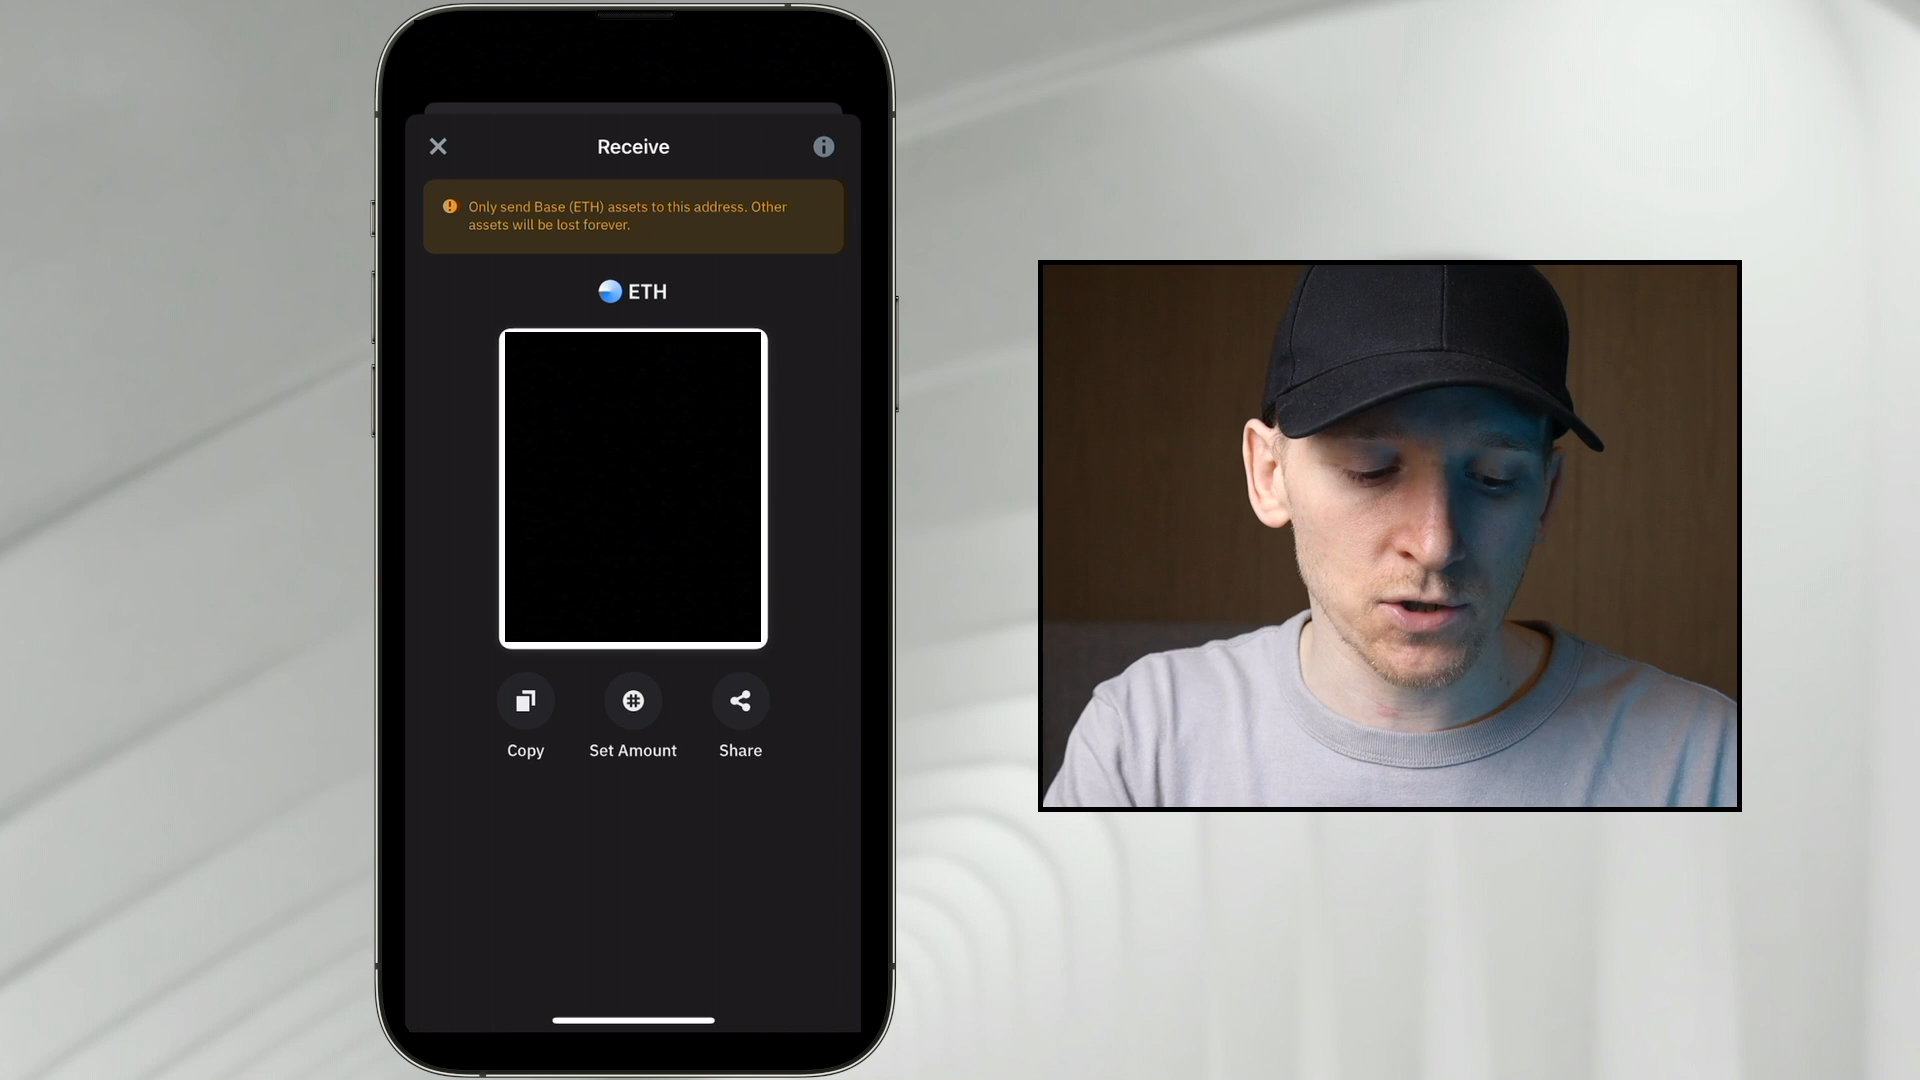 Receive
Only send Base (ETH) assets to this address. Other
assets will be lost forever.
ETH
Copy
Set Amount
Share